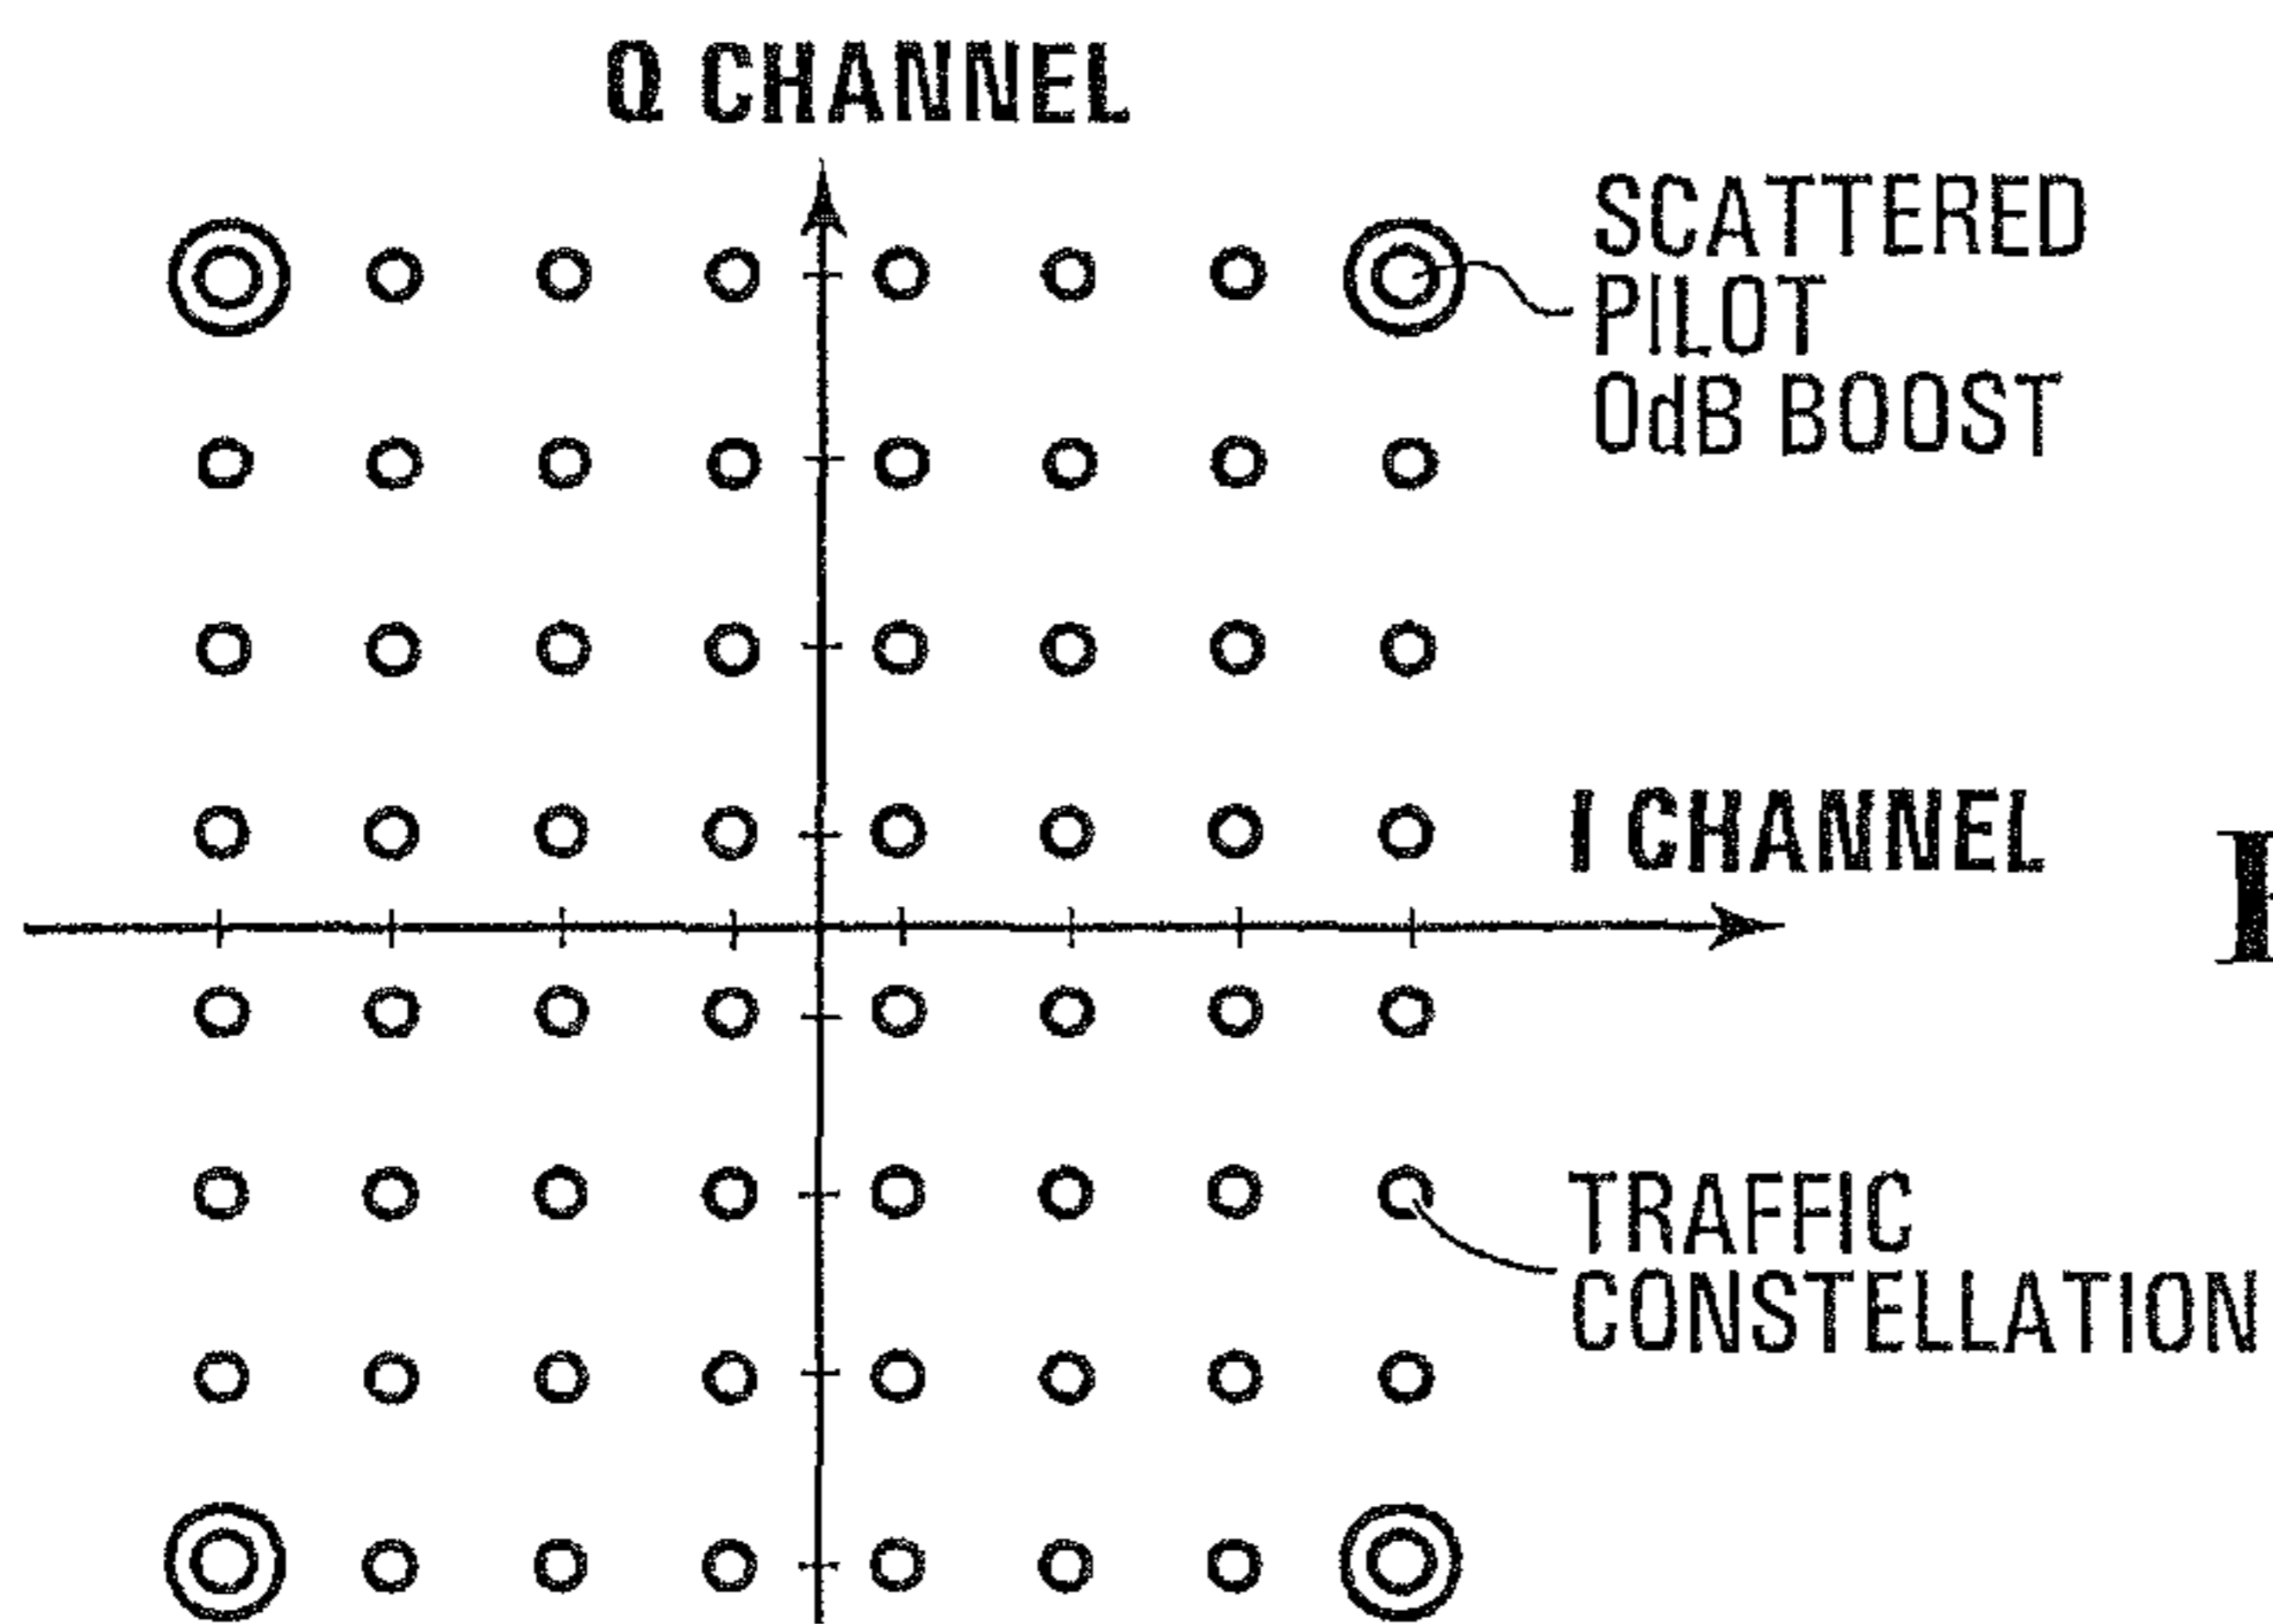 Q CHANNEL
SCATTERED
PILOT
0dB BOOST
I CHANNEL
TRAFFIC
CONSTELLATION